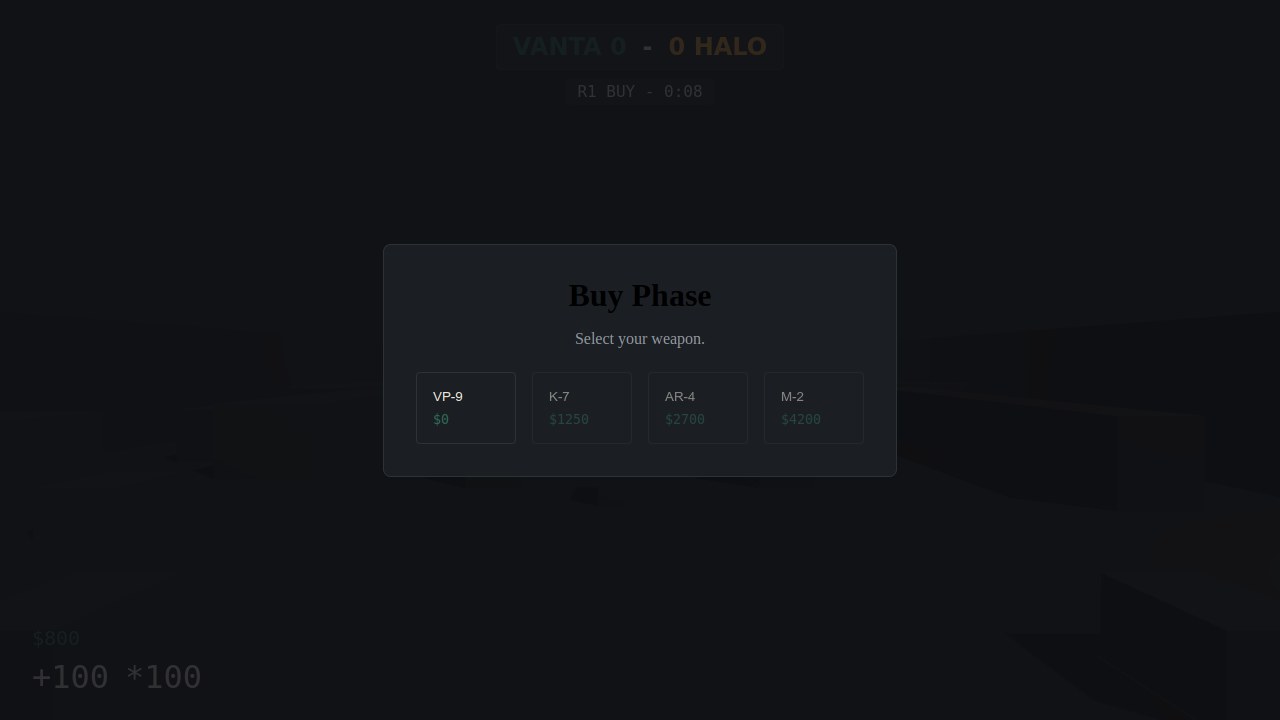 VANTA 0 - 0 HALO
R1 BUY - 0:08
Buy Phase
Select your weapon.
VP-9 K-7 AR-4 M-2
$0 $1250 $2700 $4200
$800
+100 *100